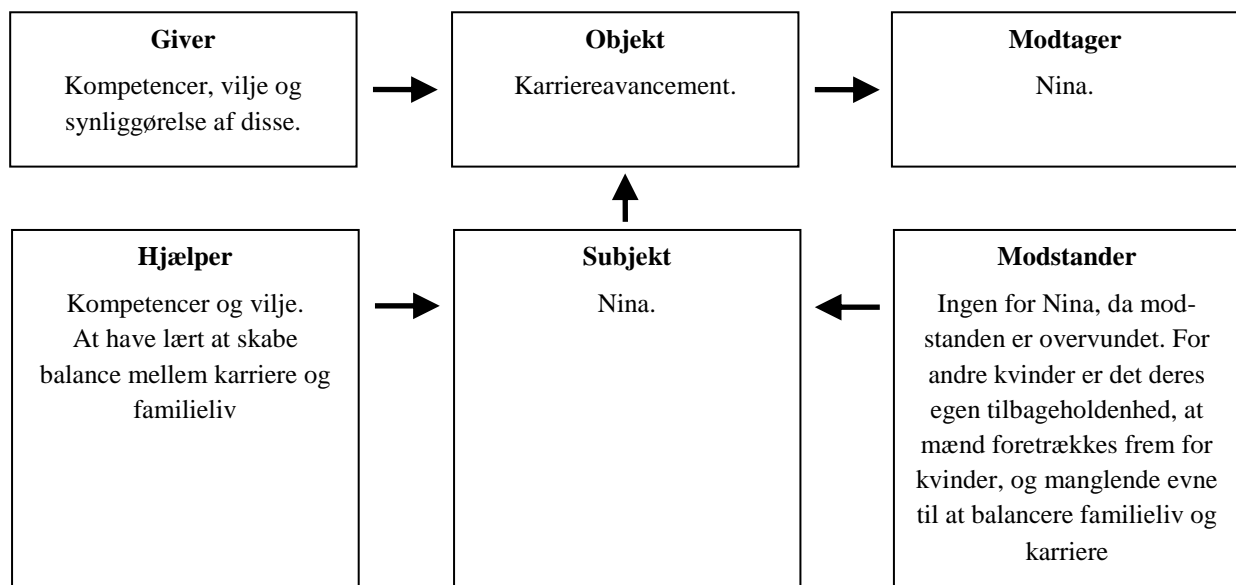 Giver
Kompetencer, vilje og
synliggørelse af disse.
Objekt
Karriereavancement.
Modtager
Nina.
Hjælper
Kompetencer og vilje.
At have lært at skabe
balance mellem karriere og
familieliv
Subjekt
Nina.
Modstander
Ingen for Nina, da mod-
standen er overvundet. For
andre kvinder er det deres
egen tilbageholdenhed, at
mænd foretrækkes frem for
kvinder, og manglende evne
til at balancere familieliv og
karriere